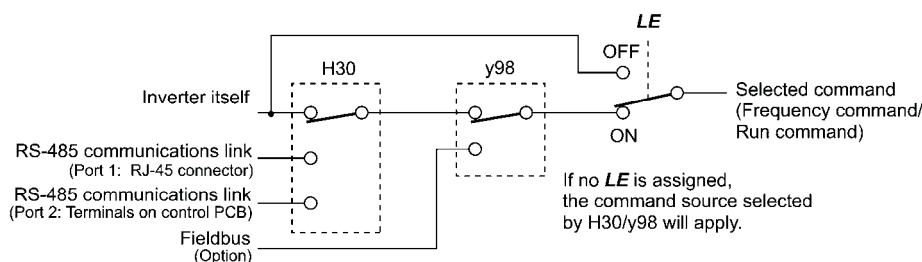 LE
OFF
H30
y98
Inverter itself
Selected command
(Frequency command/
Run command)
ON
RS-485 communications link
(Port 1: RJ-45 connector)
RS-485 communications link
(Port 2: Terminals on control PCB)
Fieldbus
(Option)
If no LE is assigned,
the command source selected
by H30/y98 will apply.